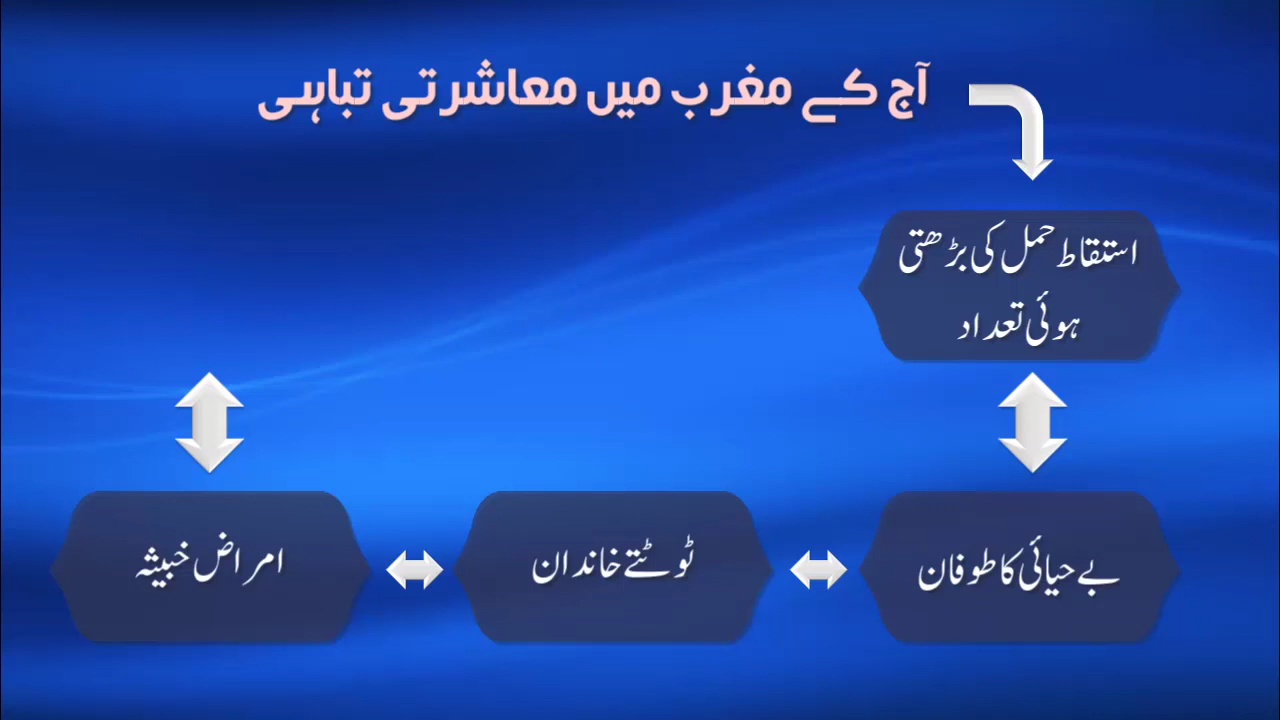 آج کے مغرب میں معاشرتی تباہی
استقاط حمل کی بڑھتی
ہوئی تعداد
بے حیائی کا طوفان
ٹوٹتے خاندان
امراض خبیثہ